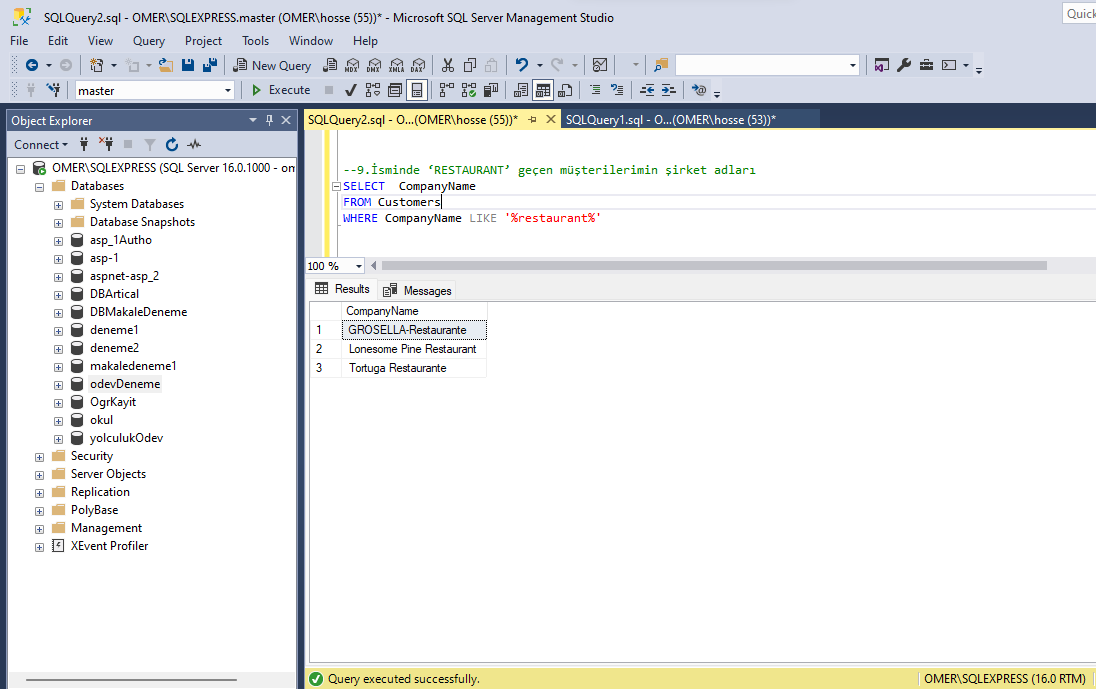 SQLQuery2.sql - OMER\SQLEXPRESS.master (OMER\hosse (55))* - Microsoft SQL Server Management Studio
Quick
File Edit View Query Project Tools Window Help
New Query MDX DMX XMLA DAX
master Execute
Object Explorer
SQLQuery2.sql - O...(OMER\hosse (55))* SQLQuery1.sql - O...(OMER\hosse (53))*
Connect
OMER\SQLEXPRESS (SQL Server 16.0.1000 - om
Databases
System Databases
Database Snapshots
asp_1Autho
asp-1
aspnet-asp_2
DBArtical
DBMakaleDeneme
deneme1
deneme2
makaledeneme1
odevDeneme
OgrKayit
okul
yolculukOdev
Security
Server Objects
Replication
PolyBase
Management
XEvent Profiler
--9.İsminde ‘RESTAURANT’ geçen müşterilerimin şirket adları
SELECT CompanyName
FROM Customers
WHERE CompanyName LIKE '%restaurant%'
100 %
Results Messages
CompanyName
1 GROSELLA-Restaurante
2 Lonesome Pine Restaurant
3 Tortuga Restaurante
Query executed successfully. OMER\SQLEXPRESS (16.0 RTM)